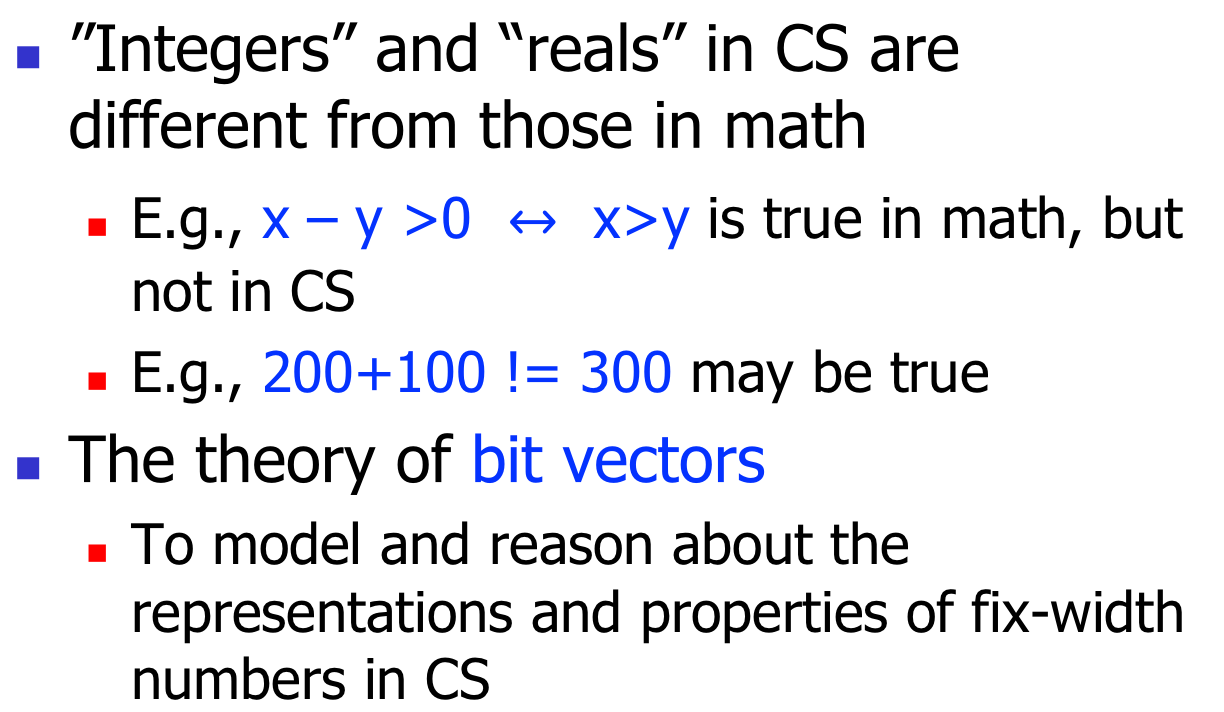 ”Integers” and “reals” in CS are
different from those in math
E.g., x – y >0 ↔ x>y is true in math, but
not in CS
E.g., 200+100 != 300 may be true
The theory of bit vectors
To model and reason about the
representations and properties of fix-width
numbers in CS